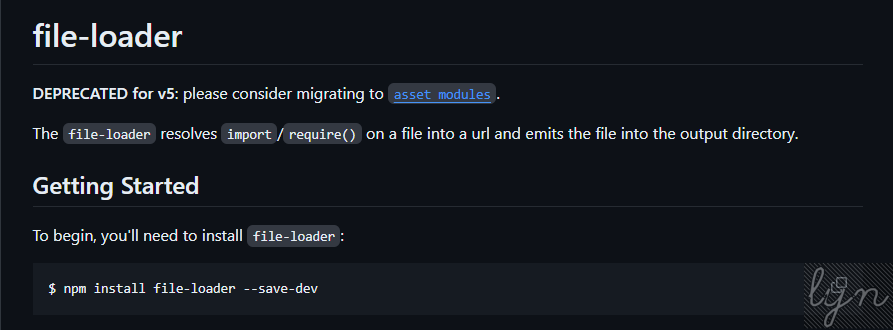 file-loader
DEPRECATED for v5: please consider migrating to asset modules.
The file-loader resolves import/require() on a file into a url and emits the file into the output directory.
Getting Started
To begin, you'll need to install file-loader:
$ npm install file-loader --save-dev
lyn